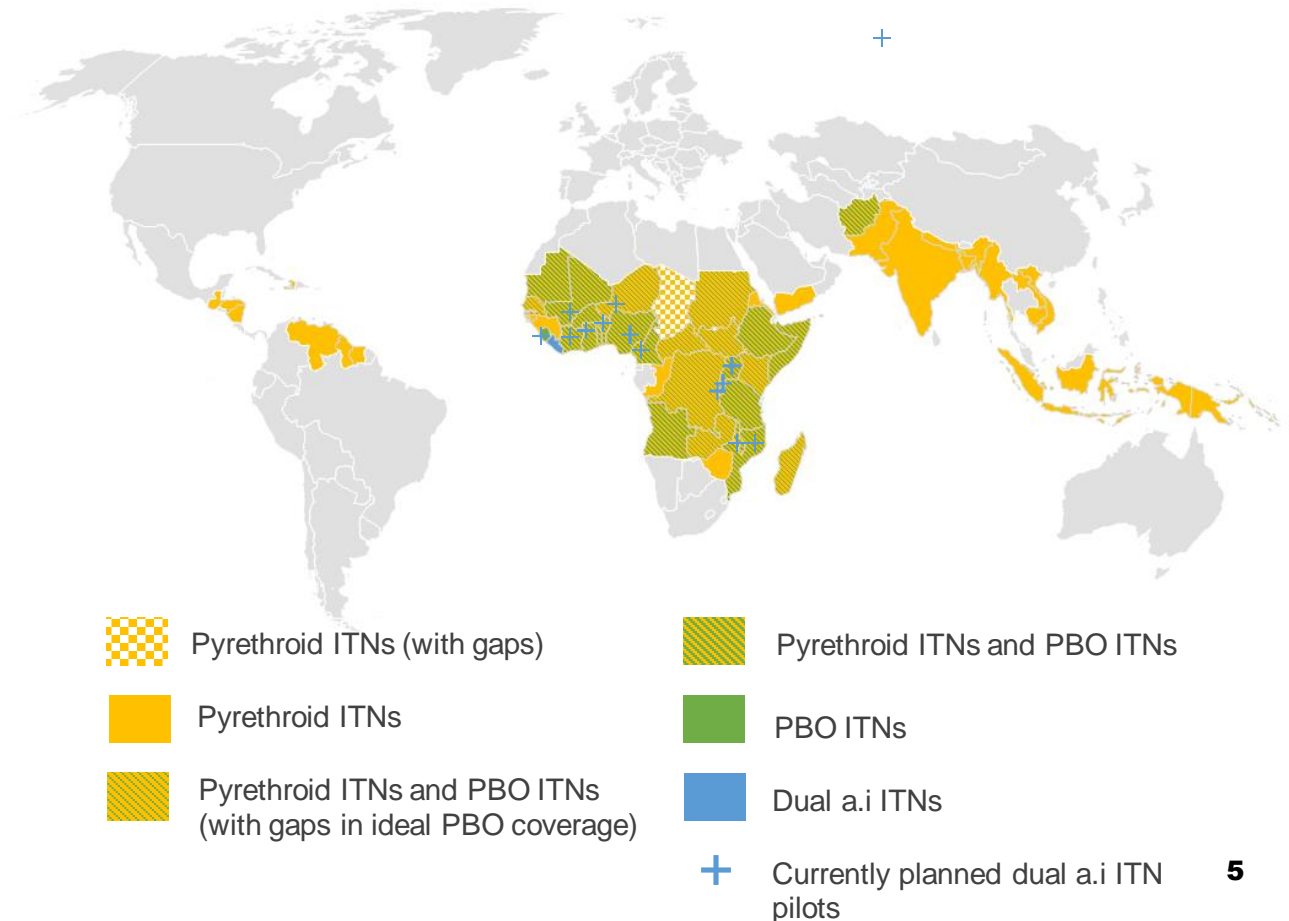 Pyrethroid ITNs (with gaps)
Pyrethroid ITNs
Pyrethroid ITNs and PBO ITNs
(with gaps in ideal PBO coverage)
Pyrethroid ITNs and PBO ITNs
PBO ITNs
Dual a.i ITNs
Currently planned dual a.i ITN
pilots
5